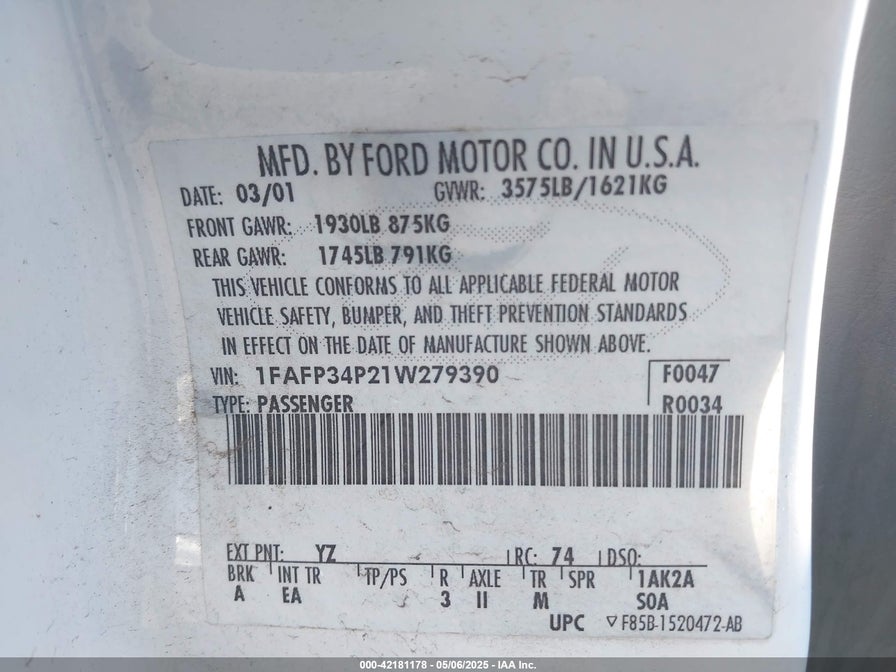 MFD. BY FORD MOTOR CO. IN U.S.A.
DATE: 03/01 GVWR: 3575LB/1621KG
FRONT GAWR: 1930LB 875KG
REAR GAWR: 1745LB 791KG
THIS VEHICLE CONFORMS TO ALL APPLICABLE FEDERAL MOTOR
VEHICLE SAFETY, BUMPER, AND THEFT PREVENTION STANDARDS
IN EFFECT ON THE DATE OF MANUFACTURE SHOWN ABOVE.
VIN: 1FAFP34P21W279390 F0047
TYPE: PASSENGER R0034
EXT PNT: YZ RC: 74 DSO:
BRK INT TR TP/PS R AXLE TR SPR 1AK2A
A EA 3 II M SOA
UPC ▽F85B-1520472-AB
000-42181178 - 05/06/2025 - IAA Inc.